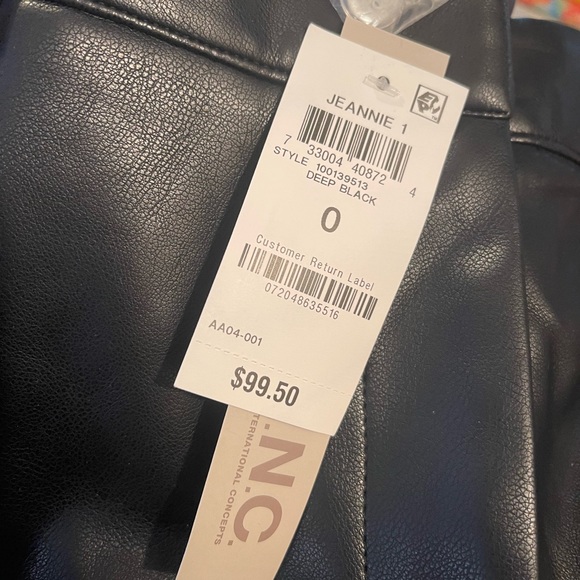 JEANNIE 1
7 33004 40872 4
STYLE 100139513
DEEP BLACK
0
Customer Return Label
072048635516
AA04-001
$99.50
.N.C.
TERNATIONAL CONCEPTS